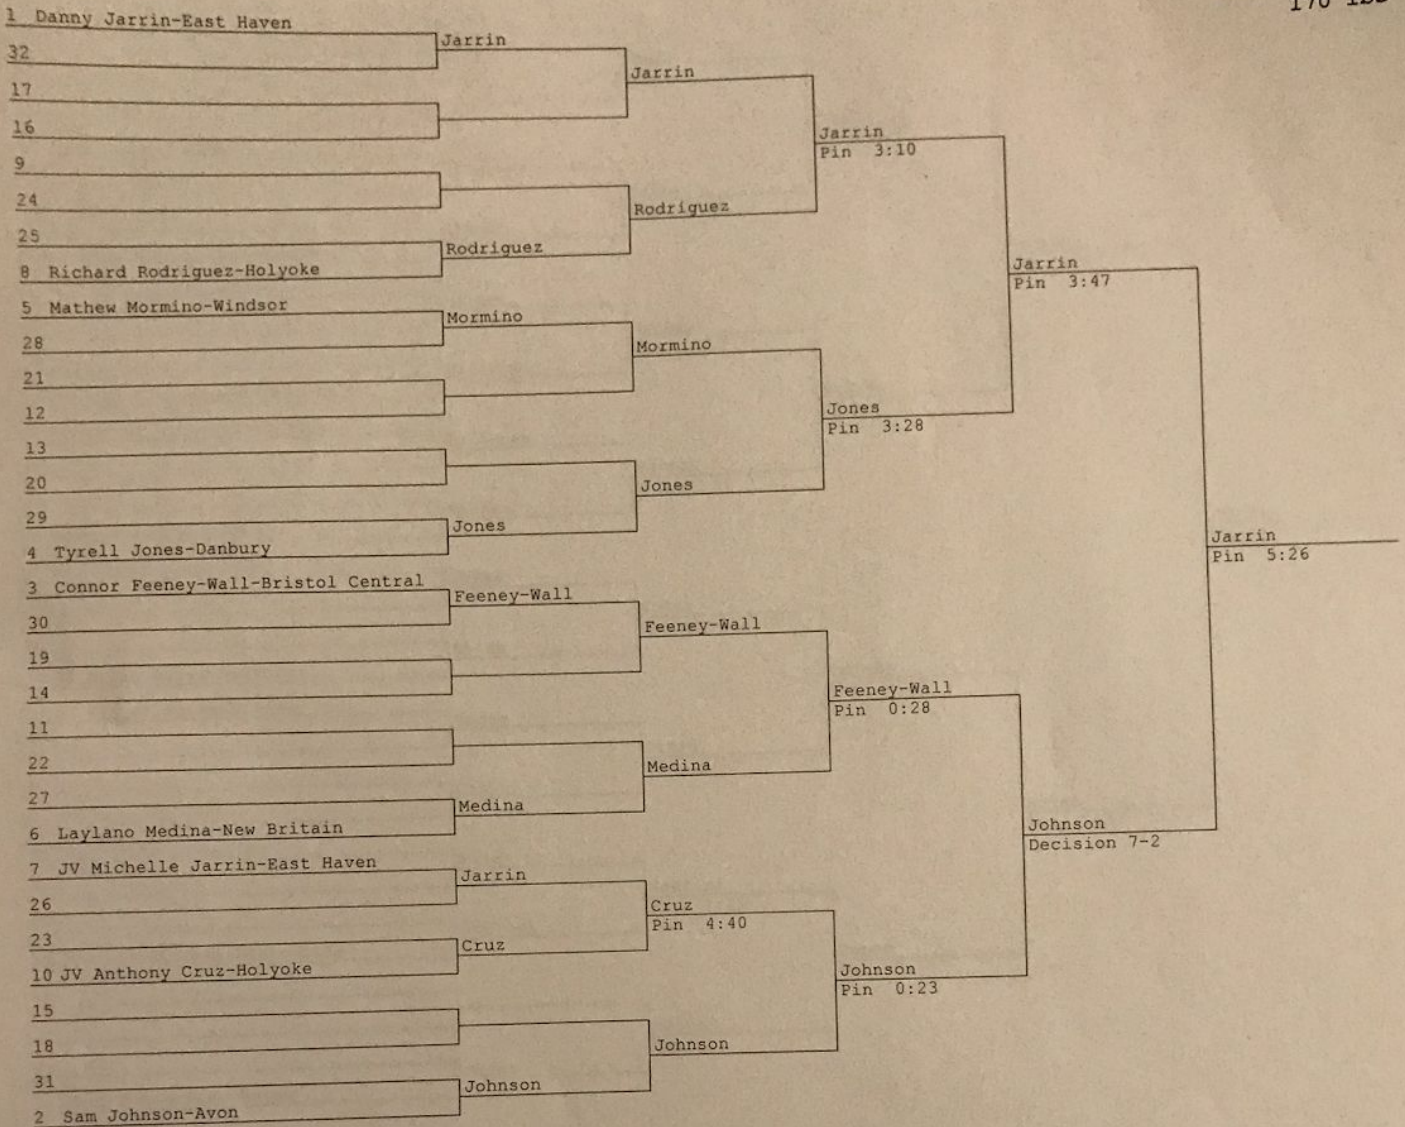 1 Danny Jarrin-East Haven
32
Jarrin
17
16
Jarrin
9
24
25
8 Richard Rodriguez-Holyoke
Rodriguez
Rodriguez
Jarrin
Pin 3:10
5 Mathew Mormino-Windsor
28
Mormino
21
12
Mormino
13
20
29
4 Tyrell Jones-Danbury
Jones
Jones
Jones
Pin 3:28
Jarrin
Pin 3:47
3 Connor Feeney-Wall-Bristol Central
30
Feeney-Wall
19
14
Feeney-Wall
11
22
27
6 Laylano Medina-New Britain
Medina
Medina
Feeney-Wall
Pin 0:28
7 JV Michelle Jarrin-East Haven
26
Jarrin
23
10 JV Anthony Cruz-Holyoke
Cruz
Cruz
Pin 4:40
15
18
31
2 Sam Johnson-Avon
Johnson
Johnson
Johnson
Pin 0:23
Johnson
Decision 7-2
Jarrin
Pin 5:26